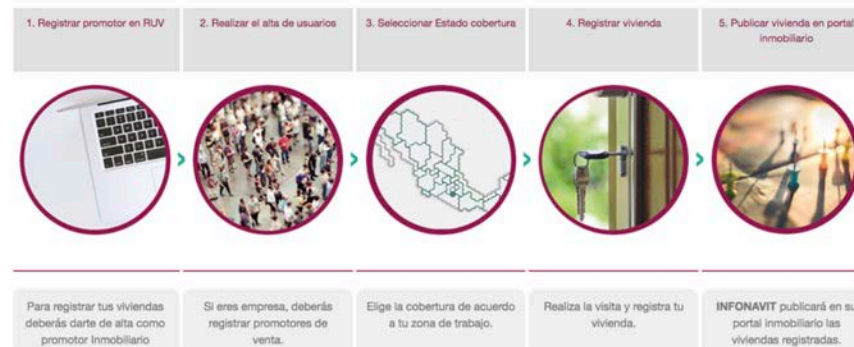 1. Registrar promotor en RUV
2. Realizar el alta de usuarios
3. Seleccionar Estado cobertura
4. Registrar vivienda
5. Publicar vivienda en portal
inmobiliario
Para registrar tus viviendas
deberás darte de alta como
promotor Inmobiliario
Si eres empresa, deberás
registrar promotores de
venta.
Elige la cobertura de acuerdo
a tu zona de trabajo.
Realiza la visita y registra tu
vivienda.
INFONAVIT publicará en su
portal inmobiliario las
viviendas registradas.